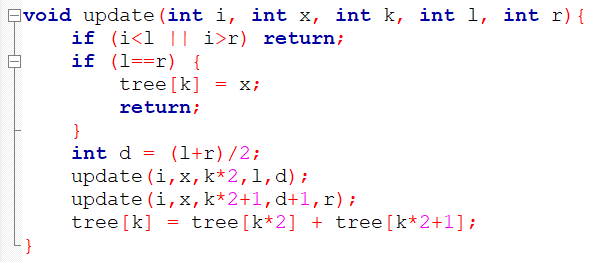 void update(int i, int x, int k, int l, int r){
    if (i<l || i>r) return;
    if (l==r) {
        tree[k] = x;
        return;
    }
    int d = (l+r)/2;
    update(i,x,k*2,l,d);
    update(i,x,k*2+1,d+1,r);
    tree[k] = tree[k*2] + tree[k*2+1];
}